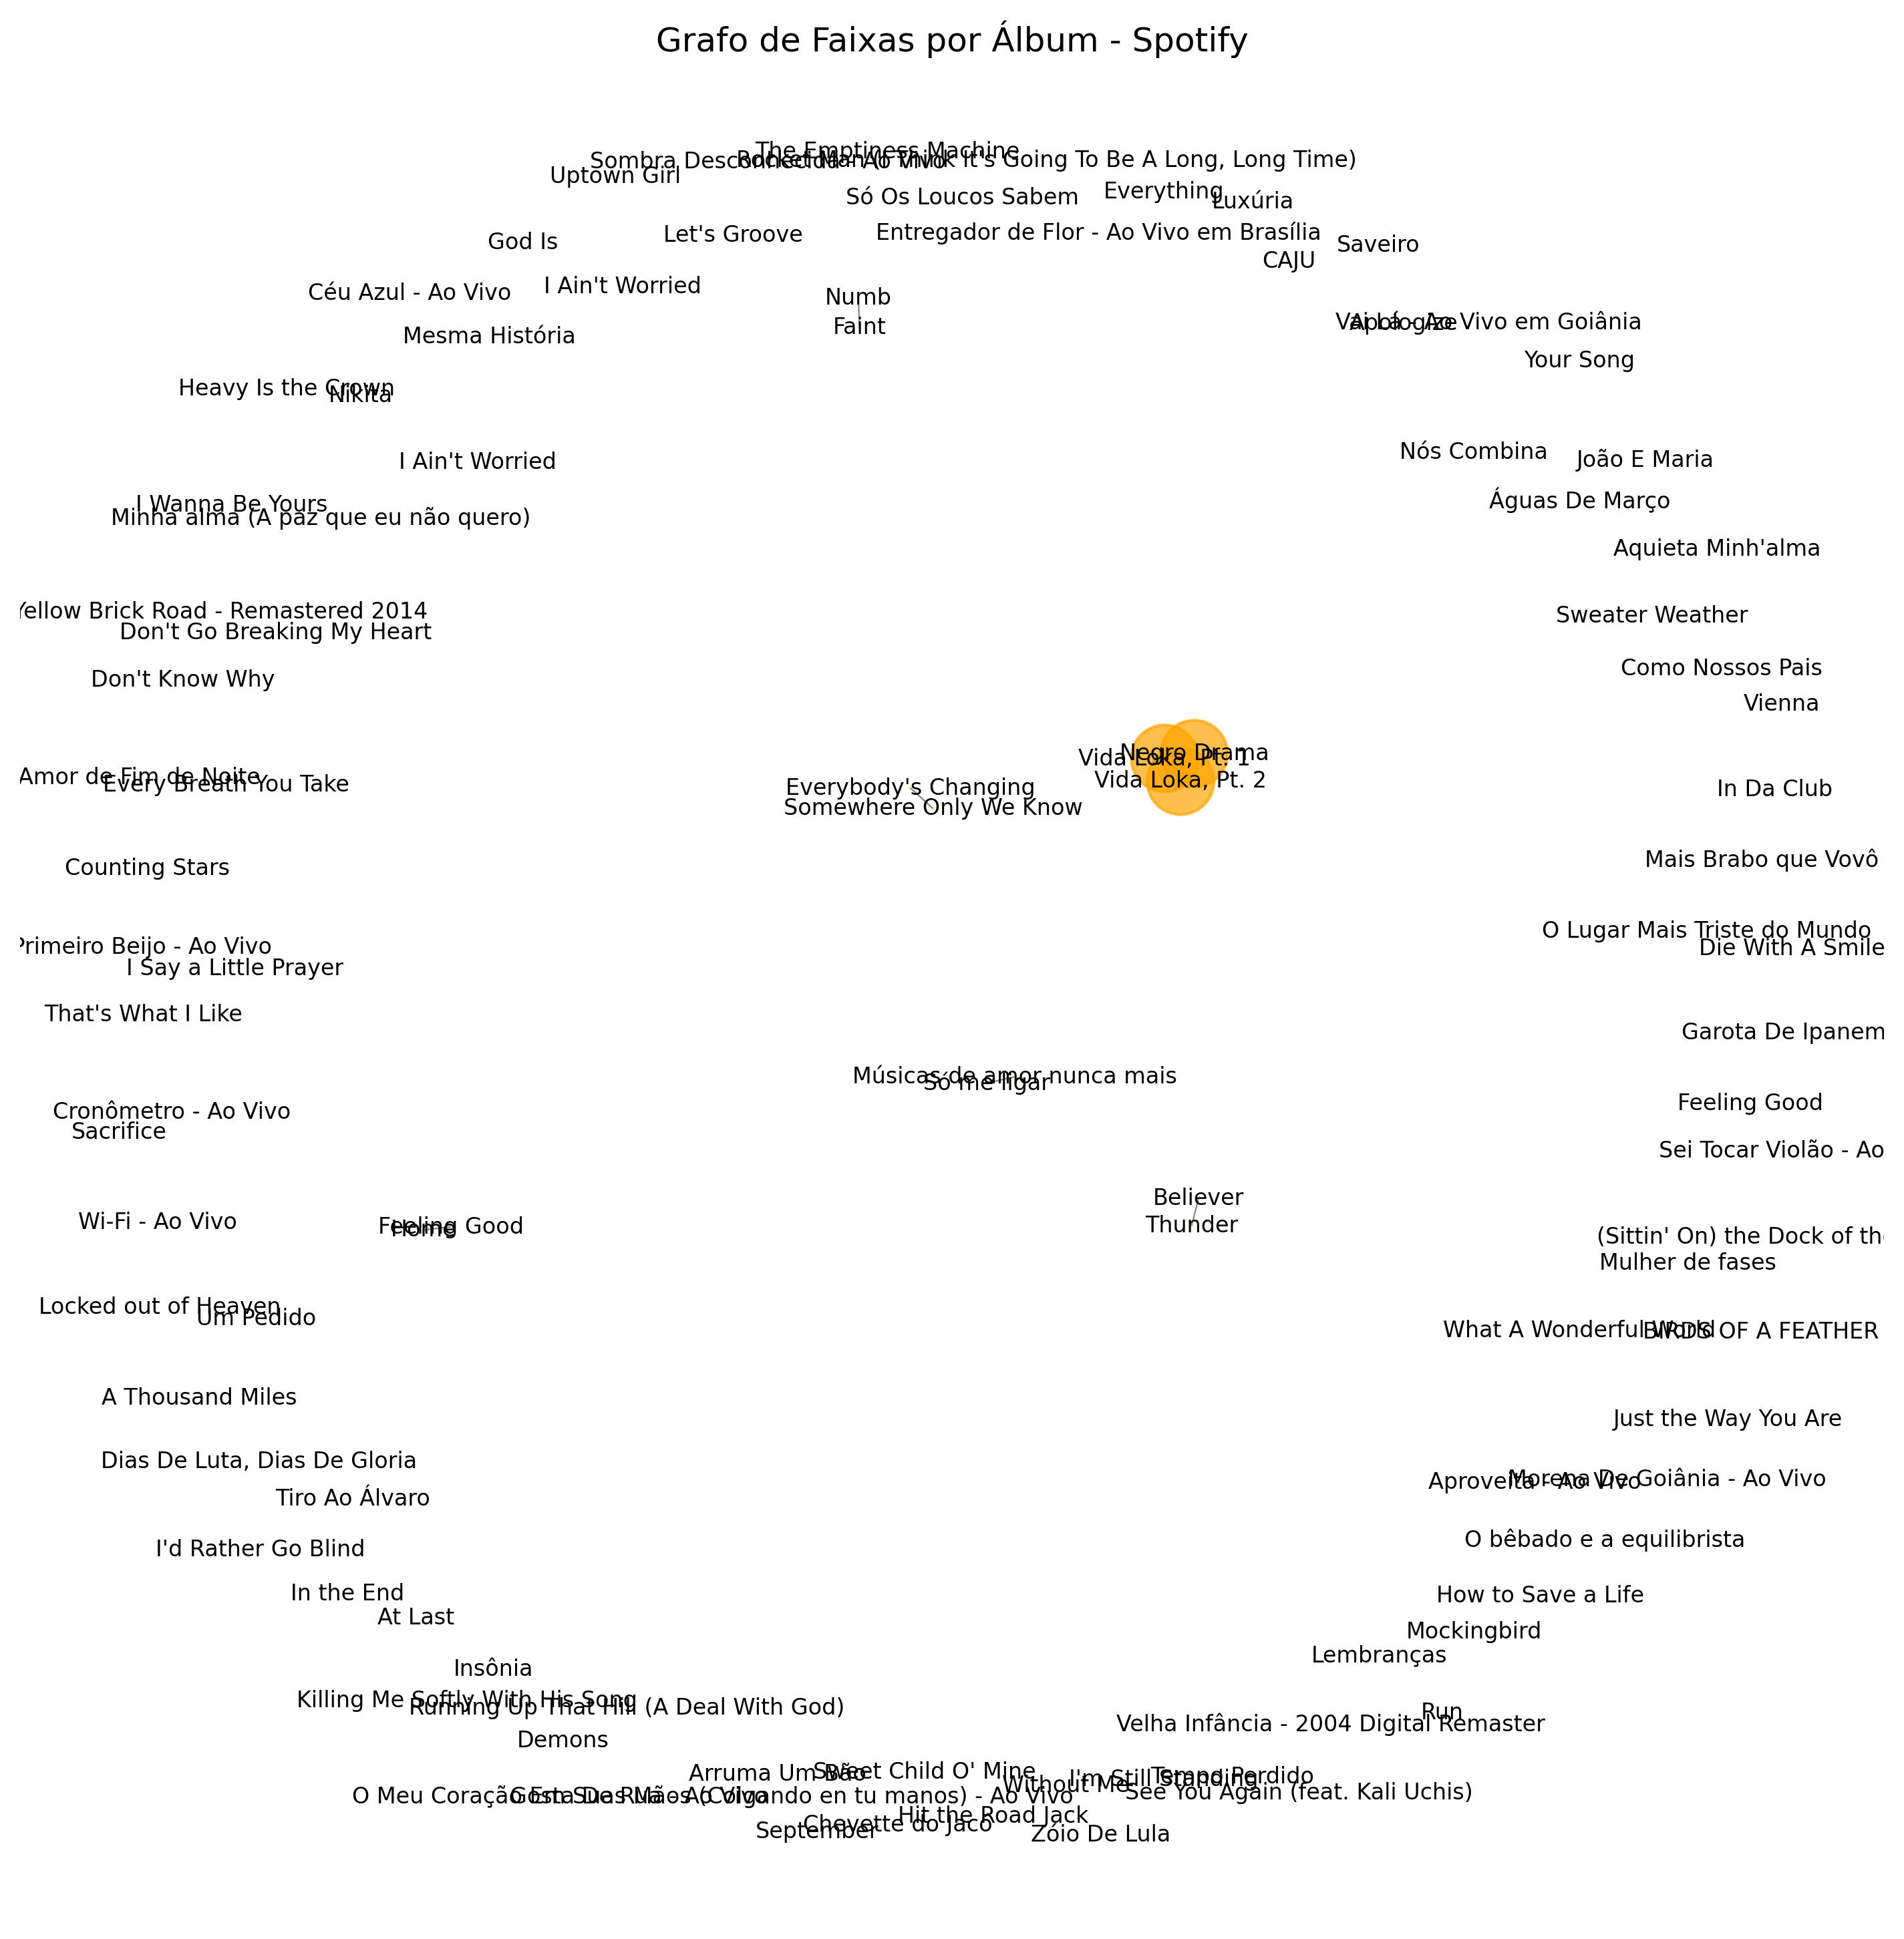 Grafo de Faixas por Álbum - Spotify
The Emptiness Machine
Sombra Desconhecida - Ao Vivo
Rocket Man (I Think It's Going To Be A Long, Long Time)
Uptown Girl
Everything
Só Os Loucos Sabem
Luxúria
Let's Groove
Entregador de Flor - Ao Vivo em Brasília
God Is
Saveiro
CAJU
I Ain't Worried
Céu Azul - Ao Vivo
Numb
Faint
Vai Lá - Ao Vivo em Goiânia
Apologize
Mesma História
Your Song
Heavy Is the Crown
Nikita
Nós Combina
João E Maria
I Ain't Worried
Águas De Março
I Wanna Be Yours
Minha alma (A paz que eu não quero)
Aquieta Minh'alma
Yellow Brick Road - Remastered 2014
Sweater Weather
Don't Go Breaking My Heart
Como Nossos Pais
Don't Know Why
Vienna
Negro Drama
Vida Loka, Pt. 1
Vida Loka, Pt. 2
Amor de Fim de Noite
Every Breath You Take
Everybody's Changing
In Da Club
Somewhere Only We Know
Mais Brabo que Vovô
Counting Stars
O Lugar Mais Triste do Mundo
Primeiro Beijo - Ao Vivo
Die With A Smile
I Say a Little Prayer
That's What I Like
Garota De Ipanem
Músicas de amor nunca mais
Só me ligar
Feeling Good
Cronômetro - Ao Vivo
Sacrifice
Sei Tocar Violão - Ao
Believer
Wi-Fi - Ao Vivo
Thunder
Feeling Good
Home
(Sittin' On) the Dock of the
Mulher de fases
Locked out of Heaven
Um Pedido
What A Wonderful World
BIRDS OF A FEATHER
A Thousand Miles
Just the Way You Are
Dias De Luta, Dias De Gloria
Morena De Goiânia - Ao Vivo
Aproveita - Ao Vivo
Tiro Ao Álvaro
O bêbado e a equilibrista
I'd Rather Go Blind
In the End
How to Save a Life
At Last
Mockingbird
Lembranças
Insônia
Killing Me Softly With His Song
Running Up That Hill (A Deal With God)
Run
Velha Infância - 2004 Digital Remaster
Demons
Arruma Um Bão
Sweet Child O' Mine
I'm Still Standing
Tempo Perdido
Without Me
See You Again (feat. Kali Uchis)
O Meu Coração Em Suas Mãos (Colgando en tu manos) - Ao Vivo
Gosta De Rua - Ao Vivo
Hit the Road Jack
Chevette do Jacó
September
Zóio De Lula